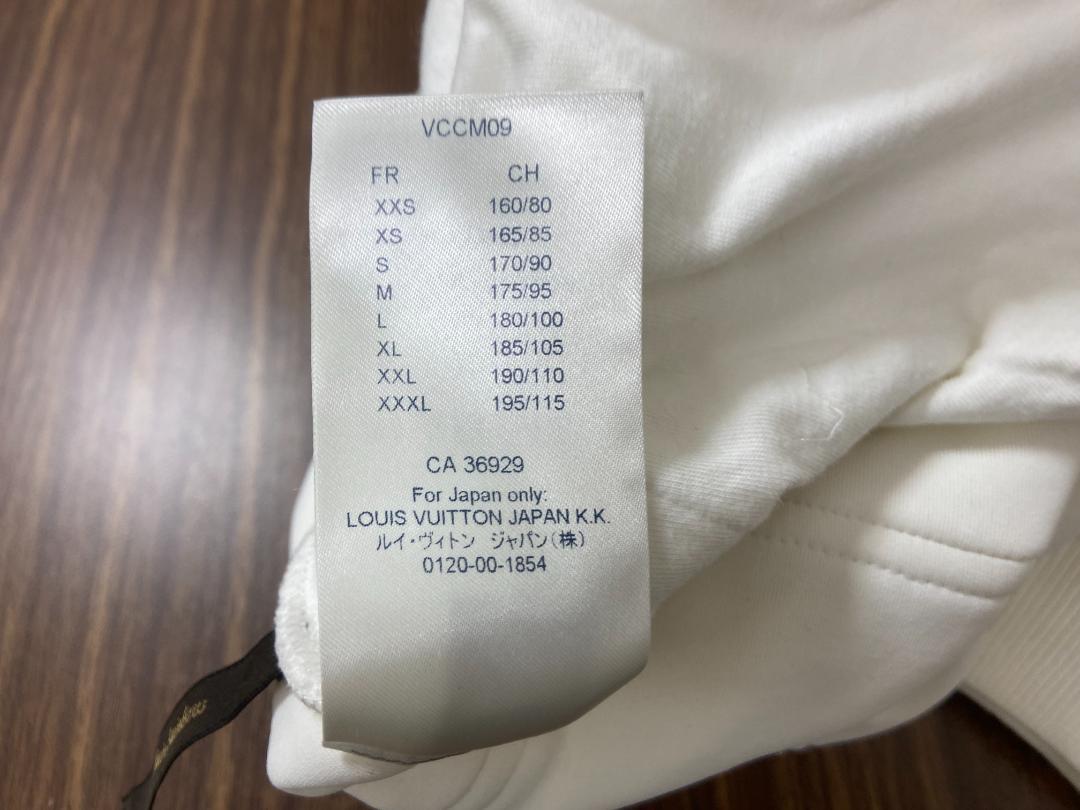 VCCM09
FR CH
XXS 160/80
XS 165/85
S 170/90
M 175/95
L 180/100
XL 185/105
XXL 190/110
XXXL 195/115
CA 36929
For Japan only:
LOUIS VUITTON JAPAN K.K.
ルイ・ヴィトン ジャパン(株)
0120-00-1854